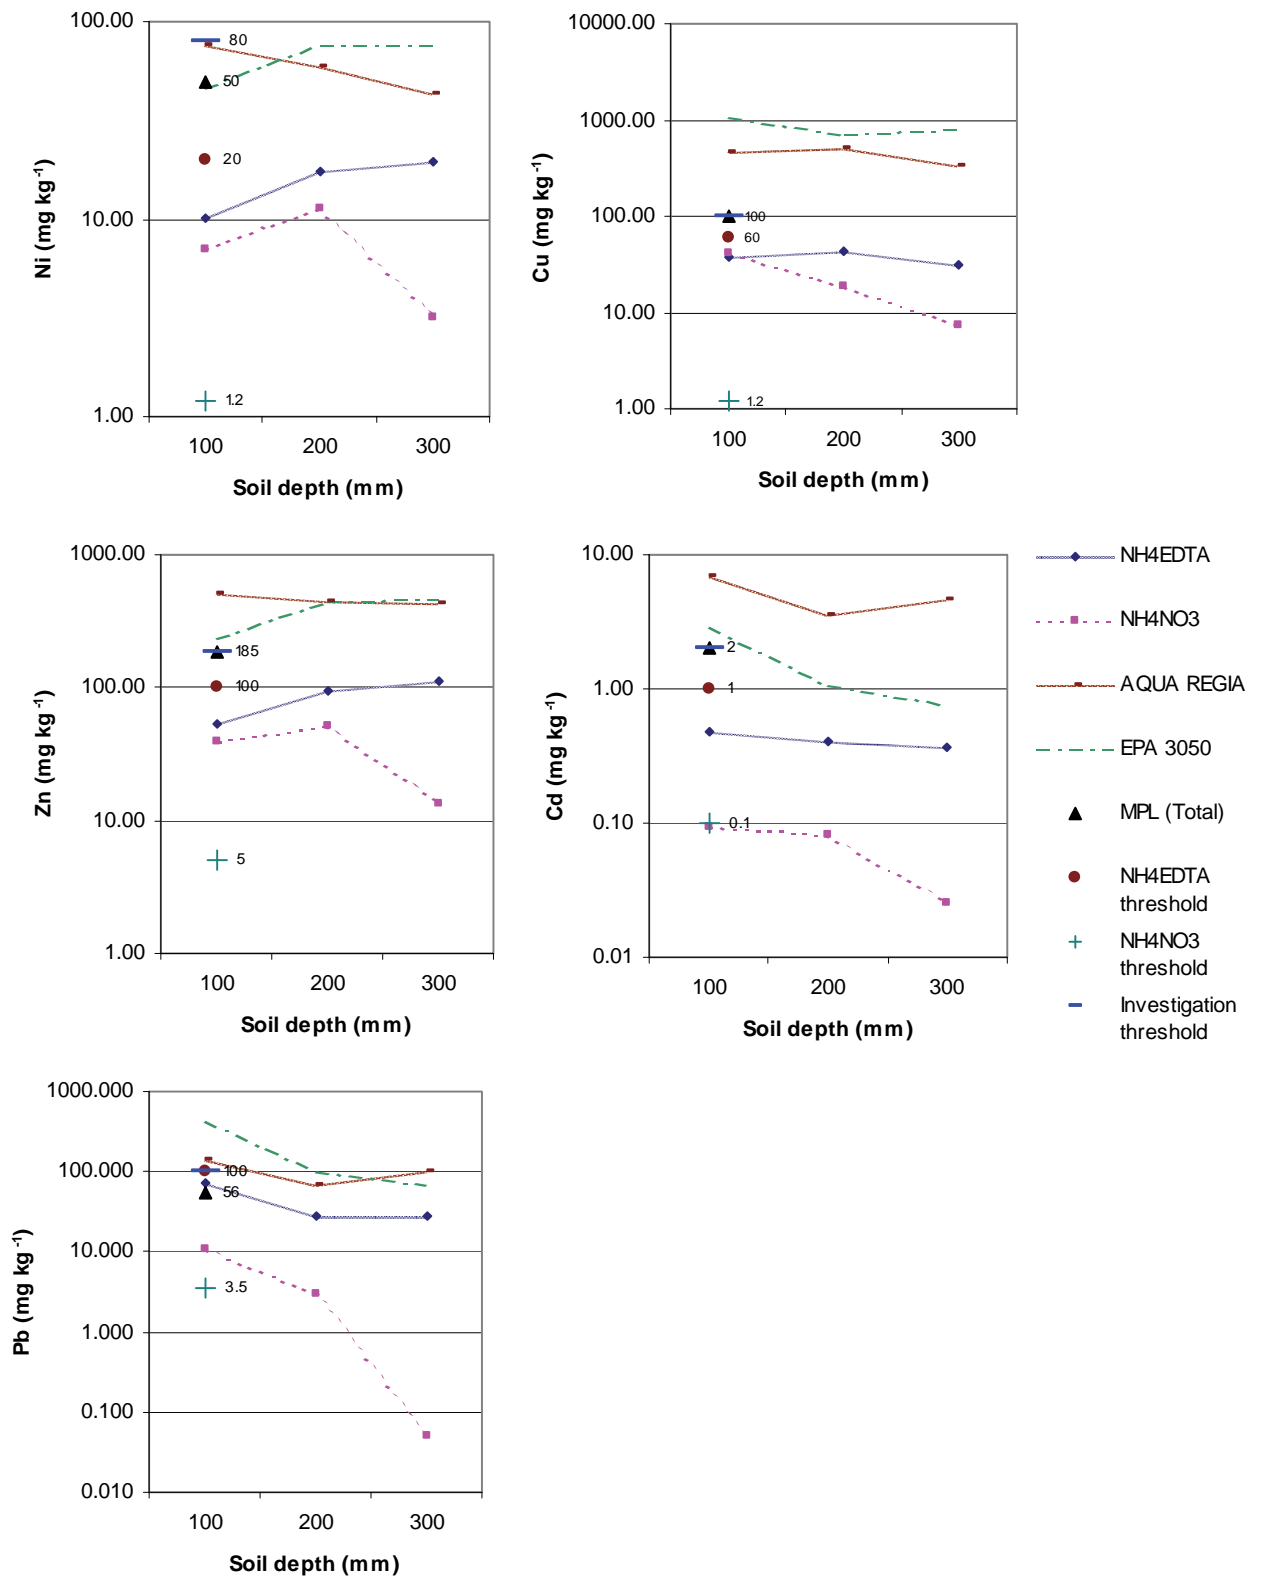 100.00
10.00
1.00
Ni (mg kg-1)
80
50
20
1.2
100 200 300
Soil depth (mm)
10000.00
1000.00
100.00
10.00
1.00
Cu (mg kg-1)
100
60
1.2
100 200 300
Soil depth (mm)
1000.00
100.00
10.00
1.00
Zn (mg kg-1)
185
100
5
100 200 300
Soil depth (mm)
10.00
1.00
0.10
0.01
Cd (mg kg-1)
2
1
0.1
100 200 300
Soil depth (mm)
NH4EDTA
NH4NO3
AQUA REGIA
EPA 3050
MPL (Total)
NH4EDTA
threshold
NH4NO3
threshold
Investigation
threshold
1000.000
100.000
10.000
1.000
0.100
0.010
Pb (mg kg-1)
100
56
3.5
100 200 300
Soil depth (mm)